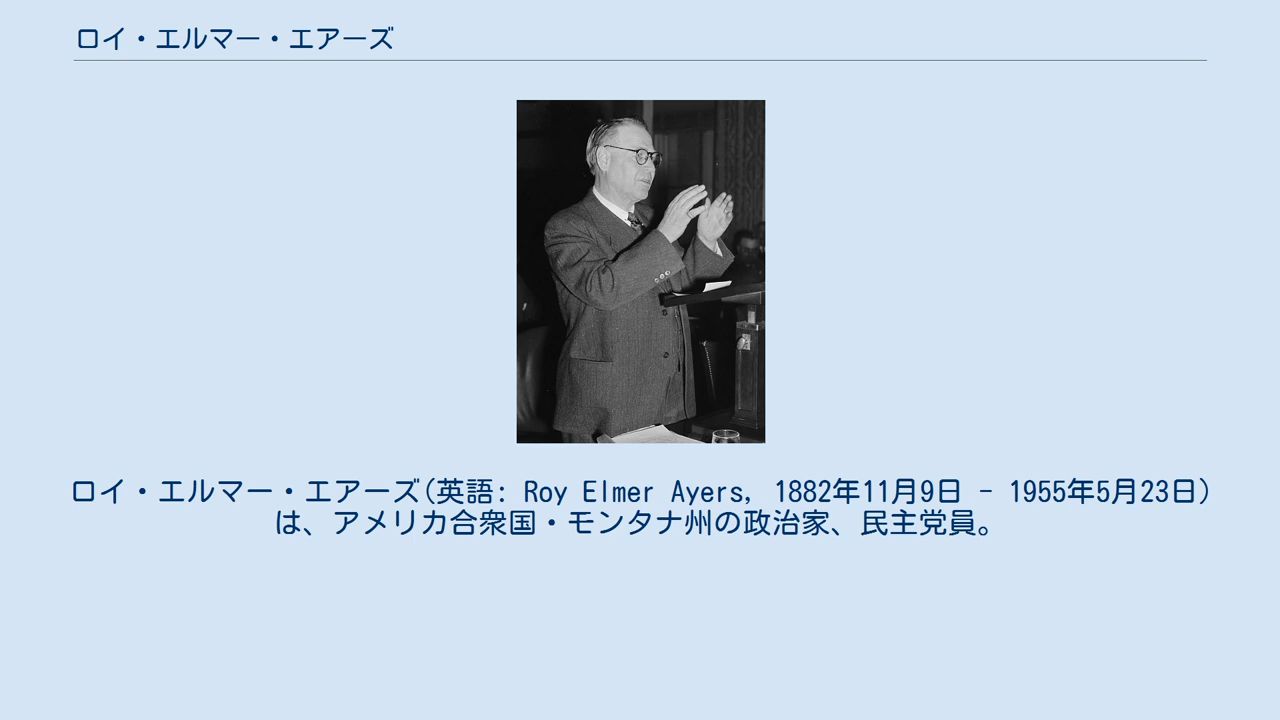 ロイ・エルマー・エアーズ
ロイ・エルマー・エアーズ(英語: Roy Elmer Ayers, 1882年11月9日 - 1955年5月23日)
は、アメリカ合衆国・モンタナ州の政治家、民主党員。